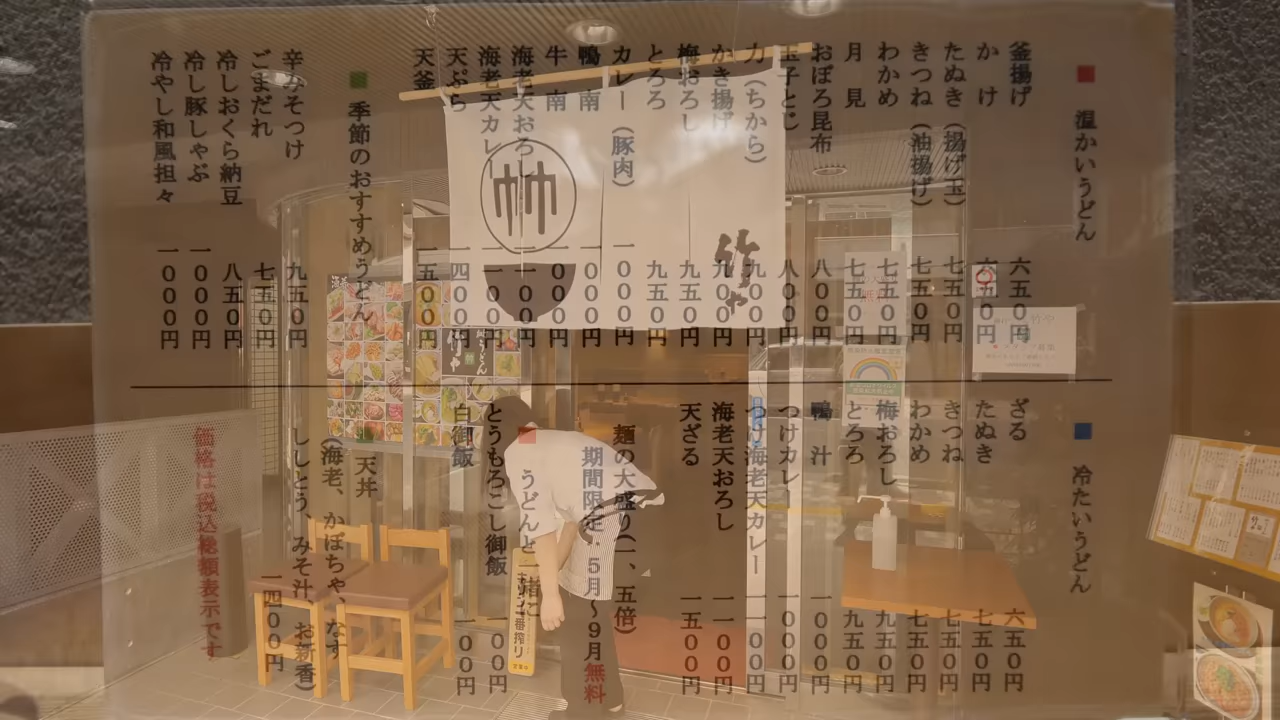 ■ 温かいうどん
釜揚げ 六五〇円
かけ 六五〇円
たぬき（揚げ玉） 七五〇円
きつね（油揚げ） 七五〇円
わかめ 七五〇円
月見 七五〇円
おぼろ昆布 八〇〇円
玉子とじ 八〇〇円
力（ちから） 九〇〇円
かき揚げ 九〇〇円
梅おろし 九五〇円
とろろ 九五〇円
カレー（豚肉） 一〇〇〇円
鴨南 一〇〇〇円
牛南 一〇〇〇円
海老天おろし 一一〇〇円
海老天カレー 一一〇〇円
天ぷら 一四〇〇円
天釜 一五〇〇円
■ 季節のおすすめうどん
辛みそつけ 九五〇円
ごまだれ 七五〇円
冷しおくら納豆 八五〇円
冷し豚しゃぶ 一〇〇〇円
冷やし和風担々 一〇〇〇円
■ 冷たいうどん
ざる 六五〇円
たぬき 七五〇円
きつね 七五〇円
わかめ 七五〇円
梅おろし 九五〇円
とろろ 九五〇円
鴨汁 一〇〇〇円
つけカレー 一〇〇〇円
つけ海老天カレー 一一〇〇円
海老天おろし 一一〇〇円
天ざる 一五〇〇円
麺の大盛り（一、五倍）
期間限定・5月〜9月無料
■ うどんと一緒に
とうもろこし御飯 一〇〇円
白御飯 一〇〇円
天丼
（海老、かぼちゃ、なす
ししとう、みそ汁、お新香）
一四〇〇円
価格は税込総額表示です
竹や
竹や
うどん
一番搾り